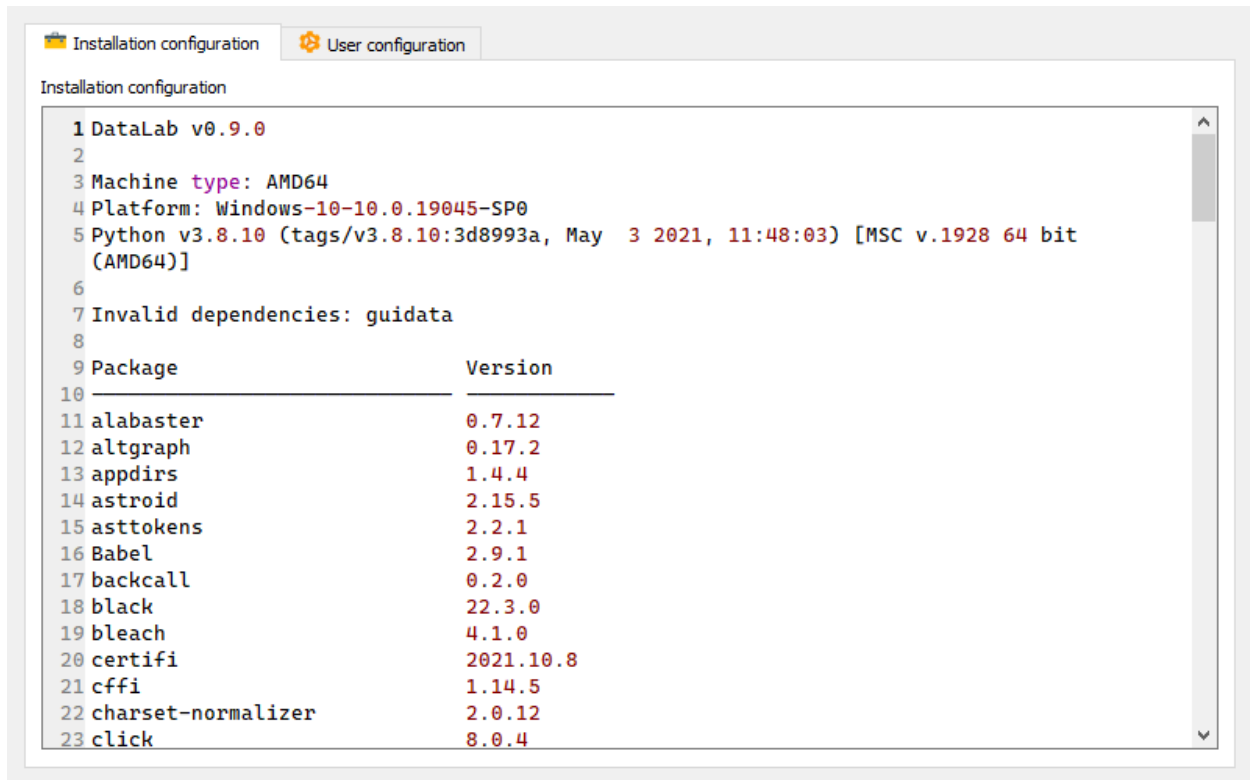 Installation configuration User configuration
Installation configuration
1 DataLab v0.9.0
2
3 Machine type: AMD64
4 Platform: Windows-10-10.0.19045-SP0
5 Python v3.8.10 (tags/v3.8.10:3d8993a, May  3 2021, 11:48:03) [MSC v.1928 64 bit
(AMD64)]
6
7 Invalid dependencies: guidata
8
9 Package Version
10
11 alabaster 0.7.12
12 altgraph 0.17.2
13 appdirs 1.4.4
14 astroid 2.15.5
15 asttokens 2.2.1
16 Babel 2.9.1
17 backcall 0.2.0
18 black 22.3.0
19 bleach 4.1.0
20 certifi 2021.10.8
21 cffi 1.14.5
22 charset-normalizer 2.0.12
23 click 8.0.4